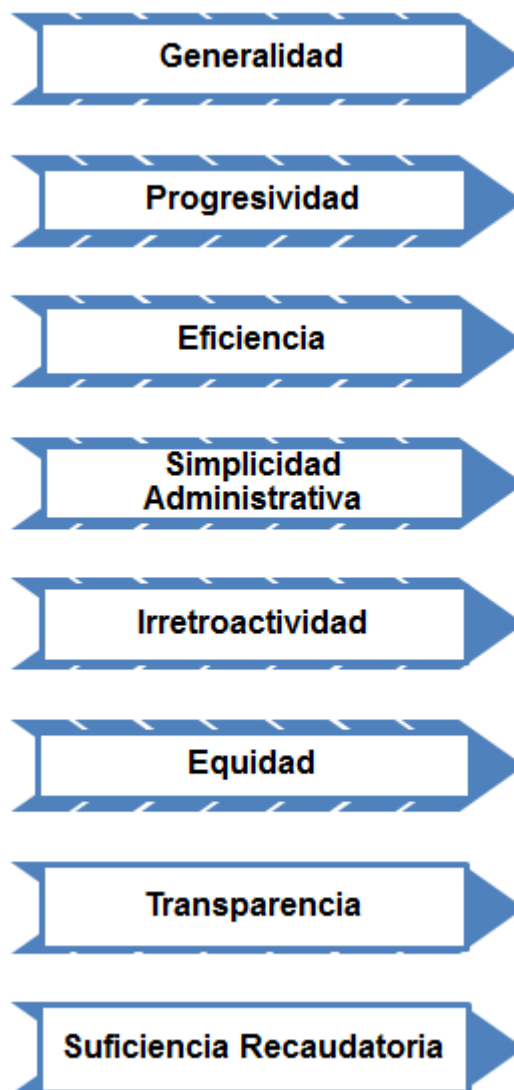 Generalidad
Progresividad
Eficiencia
Simplicidad
Administrativa
Irretroactividad
Equidad
Transparencia
Suficiencia Recaudatoria